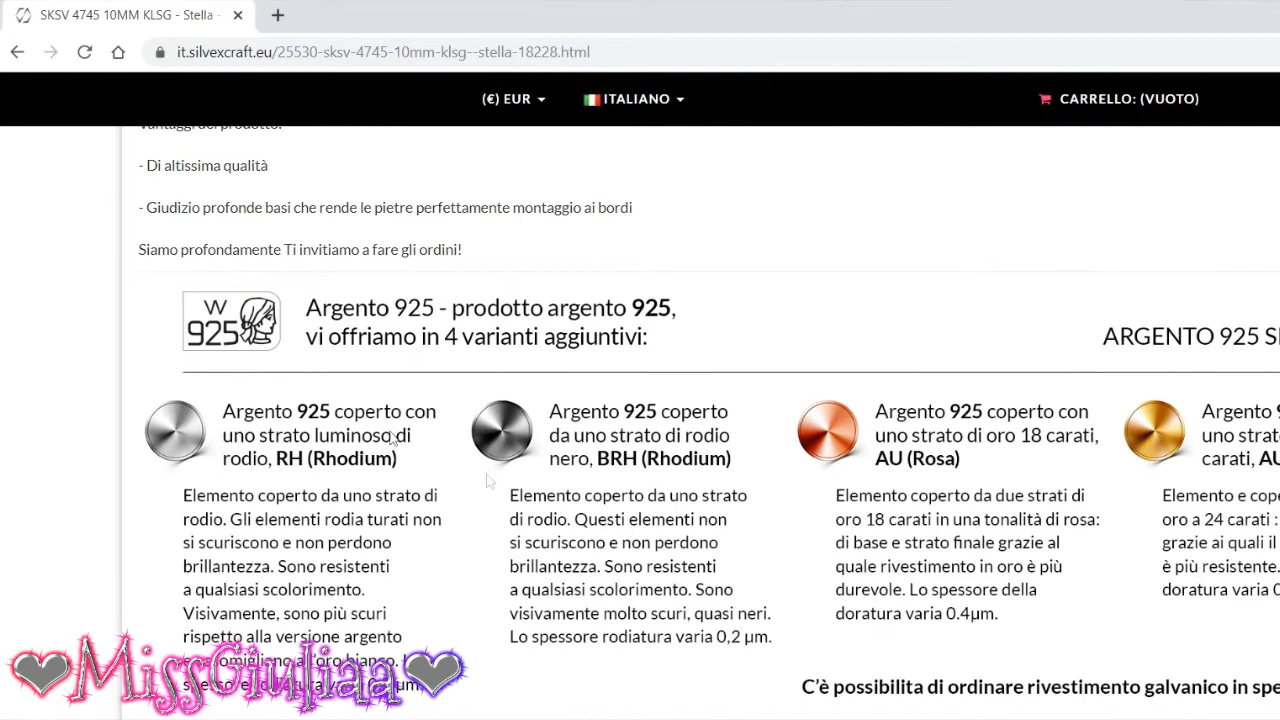 SKSV 4745 10MM KLSG - Stella -
it.silvexcraft.eu/25530-sksv-4745-10mm-klsg--stella-18228.html
(€) EUR ITALIANO CARRELLO: (VUOTO)
Vantaggi del prodotto:
- Di altissima qualità
- Giudizio profonde basi che rende le pietre perfettamente montaggio ai bordi
Siamo profondamente Ti invitiamo a fare gli ordini!
W
925
Argento 925 - prodotto argento 925,
vi offriamo in 4 varianti aggiuntivi:
ARGENTO 925
Argento 925 coperto con
uno strato luminoso di
rodio, RH (Rhodium)
Elemento coperto da uno strato di
rodio. Gli elementi rodia turati non
si scuriscono e non perdono
brillantezza. Sono resistenti
a qualsiasi scolorimento.
Visivamente, sono più scuri
rispetto alla versione argento
Argento 925 coperto
da uno strato di rodio
nero, BRH (Rhodium)
Elemento coperto da uno strato
di rodio. Questi elementi non
si scuriscono e non perdono
brillantezza. Sono resistenti
a qualsiasi scolorimento. Sono
visivamente molto scuri, quasi neri.
Lo spessore rodiatura varia 0,2 µm.
Argento 925 coperto con
uno strato di oro 18 carati,
AU (Rosa)
Elemento coperto da due strati di
oro 18 carati in una tonalità di rosa:
di base e strato finale grazie al
quale rivestimento in oro è più
durevole. Lo spessore della
doratura varia 0.4µm.
Argento
uno
carati, AU
Elemento e
oro a 24 carati :
grazie ai quali il
è più resistente.
doratura varia
C'è possibilita di ordinare rivestimento galvanico in
MissGiuliaa